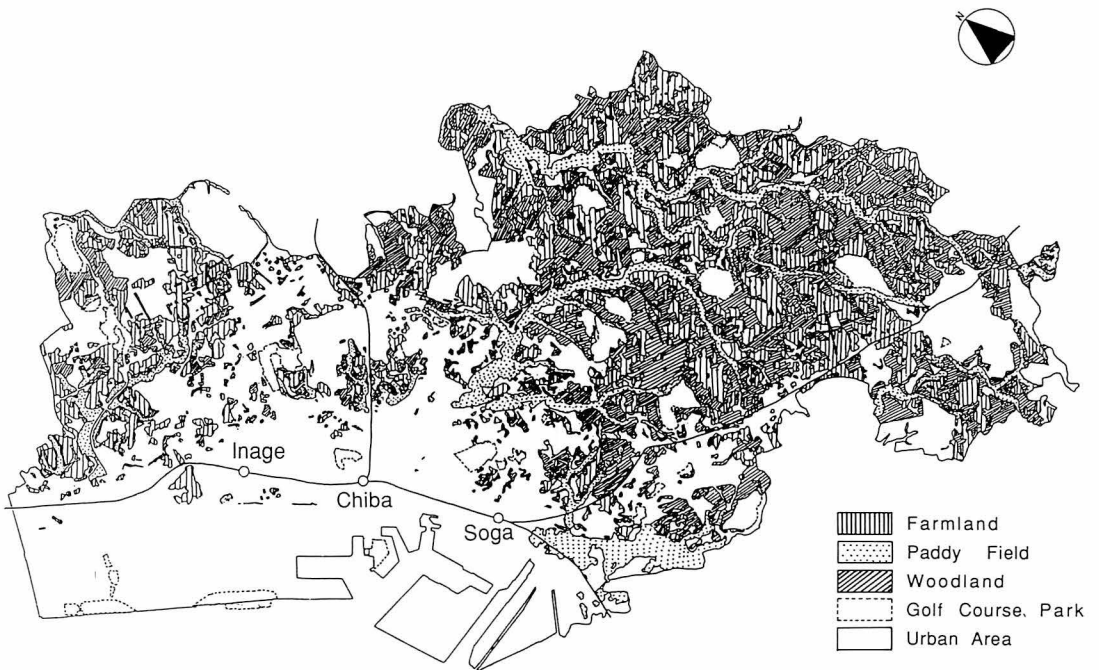 N
Inage
Chiba
Soga
Farmland
Paddy Field
Woodland
Golf Course、Park
Urban Area